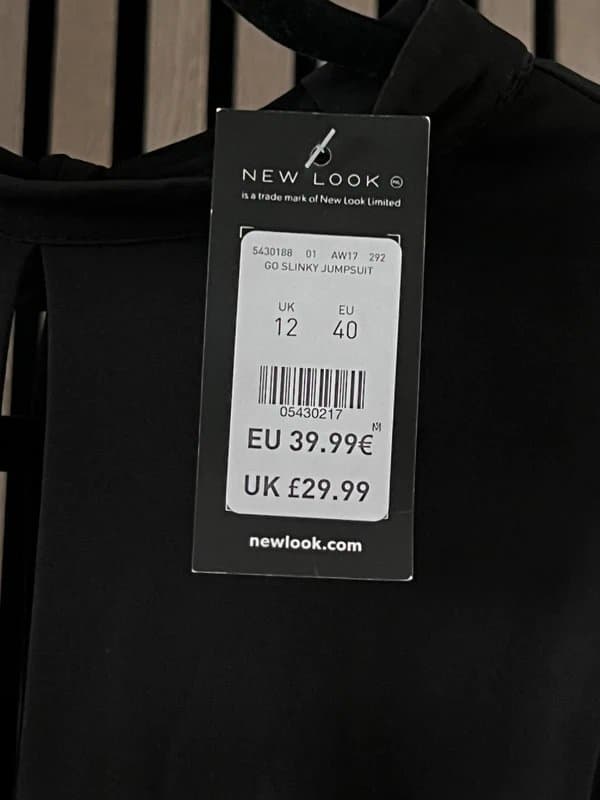 NEW LOOK
is a trade mark of New Look Limited
5430188 01 AW17 292
GO SLINKY JUMPSUIT
UK EU
12 40
05430217
M
EU 39.99€
UK £29.99
newlook.com